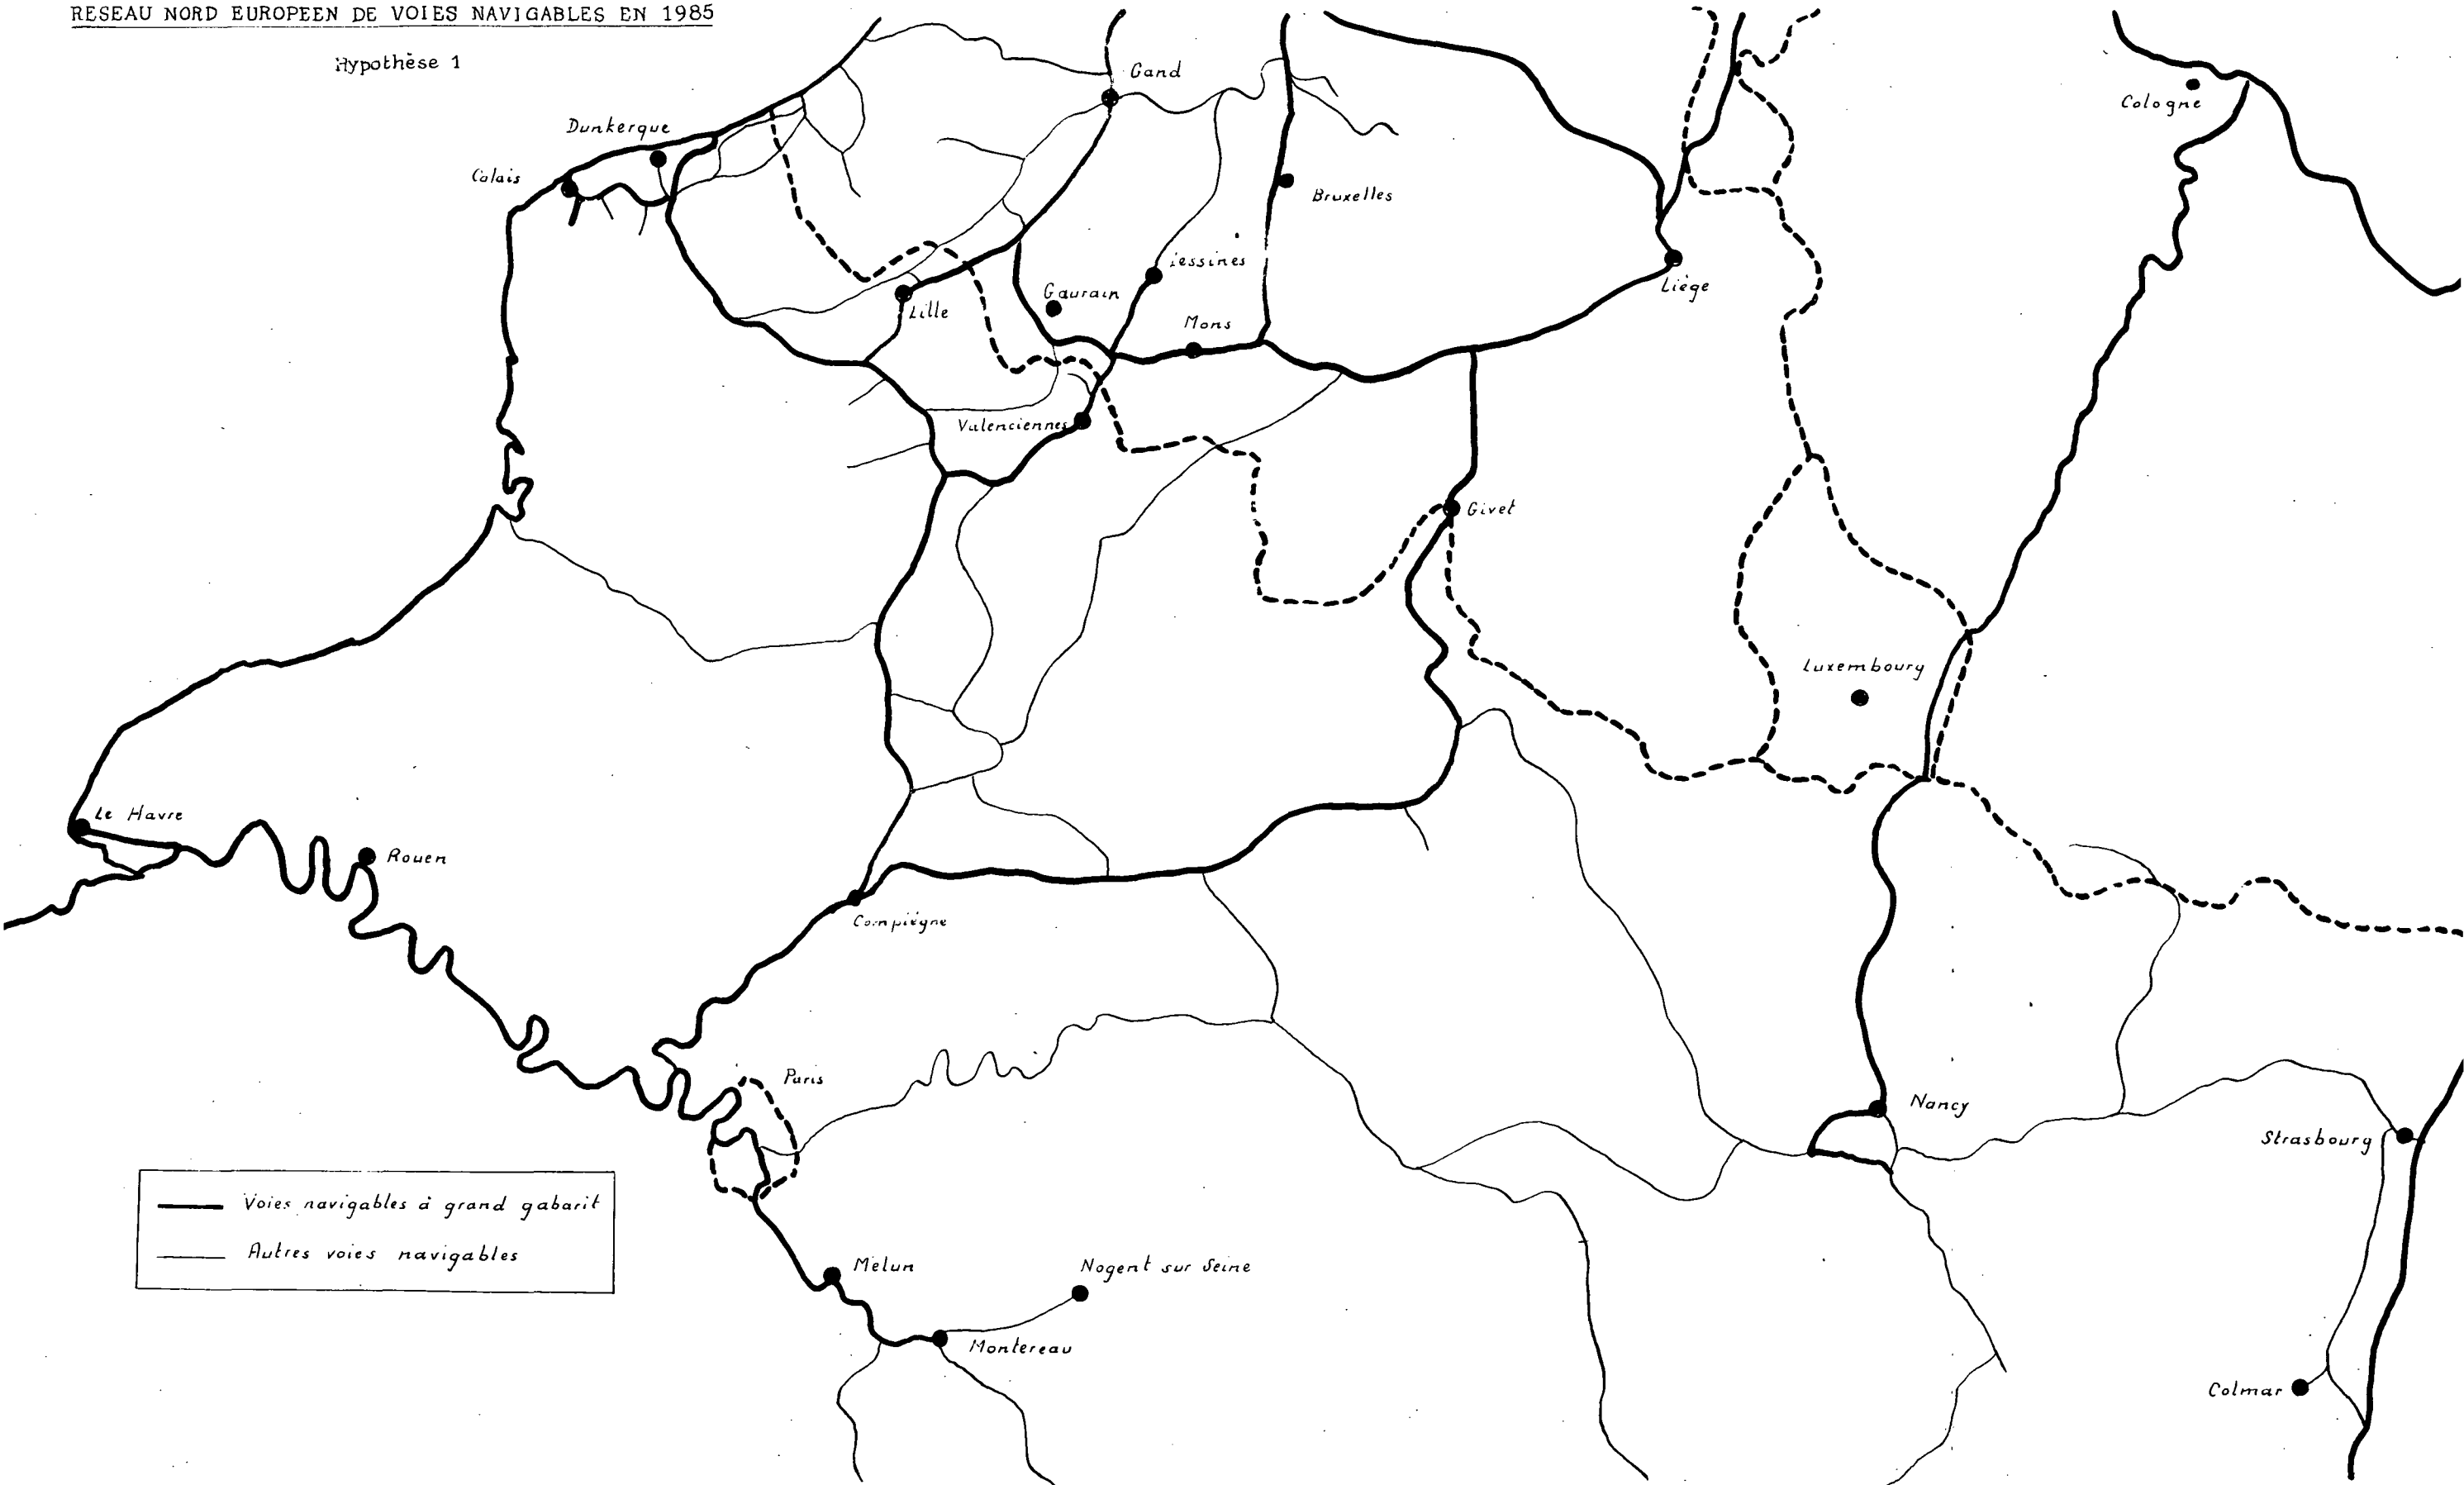 RESEAU NORD EUROPEEN DE VOIES NAVIGABLES EN 1985
Hypothèse 1
Gand
Cologne
Dunkerque
Calais
Bruxelles
Lessines
Liège
Gaurain
Lille
Mons
Valenciennes
Givet
Luxembourg
Le Havre
Rouen
Compiègne
Paris
Nancy
Strasbourg
Voies navigables à grand gabarit
Autres voies navigables
Melun
Nogent sur Seine
Montereau
Colmar